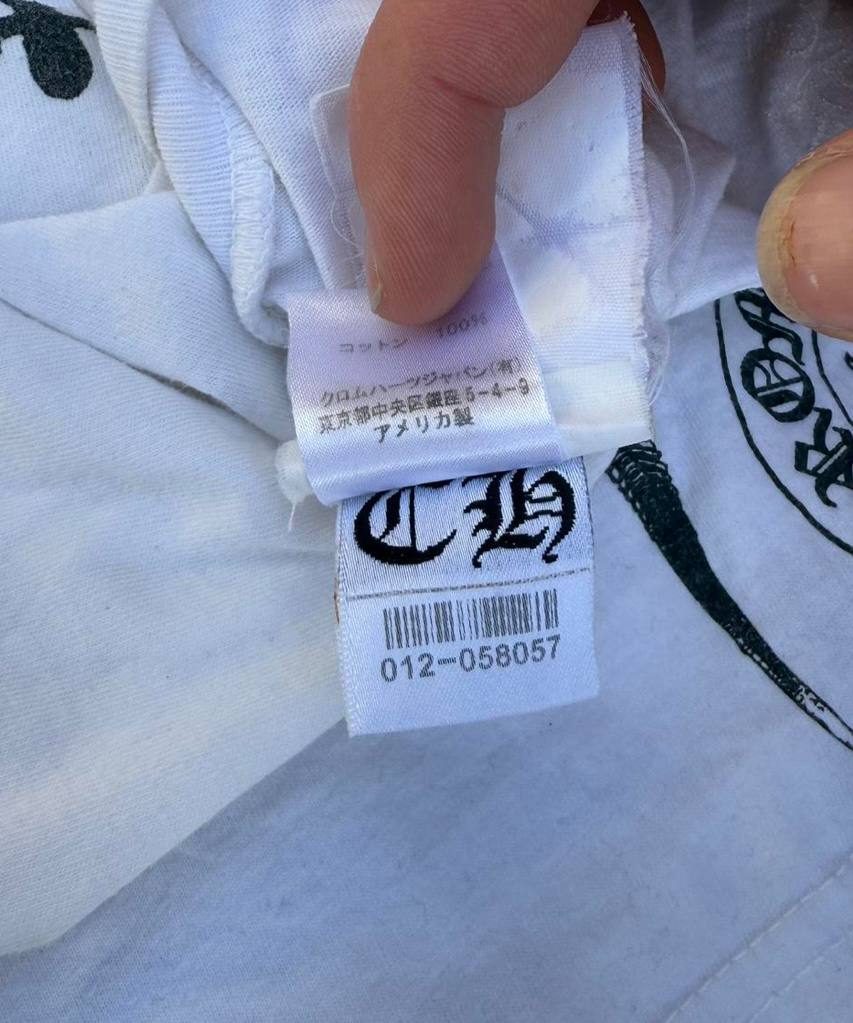 コットン 100%
クロムハーツジャパン(有)
東京都中央区銀座5-4-9
アメリカ製
CH
012-058057